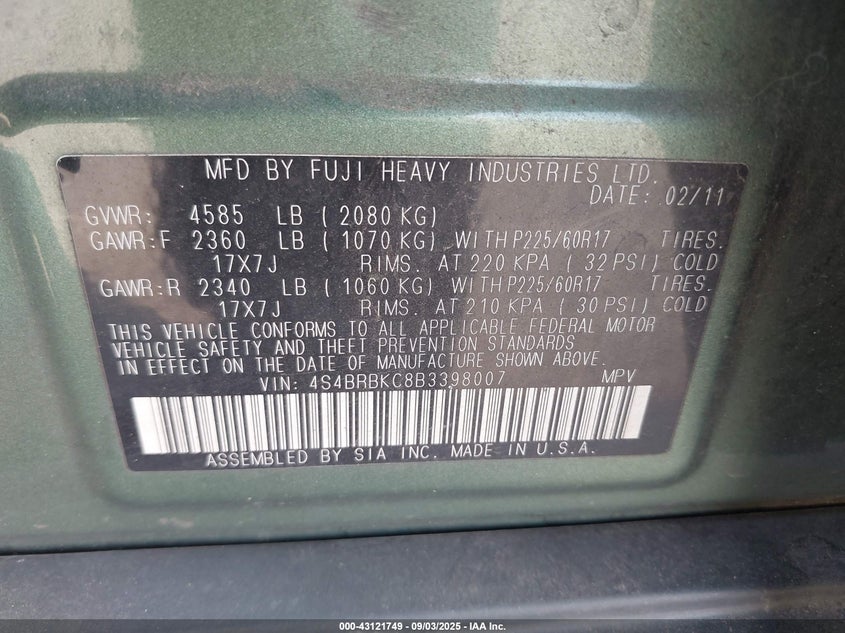 MFD BY FUJI HEAVY INDUSTRIES LTD.
DATE: 02/11
GVWR: 4585 LB ( 2080 KG)
GAWR:F 2360 LB ( 1070 KG) WITH P225/60R17 TIRES.
17X7J RIMS. AT 220 KPA ( 32 PSI) COLD
GAWR:R 2340 LB ( 1060 KG) WITH P225/60R17 TIRES.
17X7J RIMS. AT 210 KPA ( 30 PSI) COLD
THIS VEHICLE CONFORMS TO ALL APPLICABLE FEDERAL MOTOR
VEHICLE SAFETY AND THEFT PREVENTION STANDARDS
IN EFFECT ON THE DATE OF MANUFACTURE SHOWN ABOVE.
VIN: 4S4BRBKC8B3398007 MPV
ASSEMBLED BY SIA INC. MADE IN U.S.A.
000-43121749 - 09/03/2025 - IAA Inc.